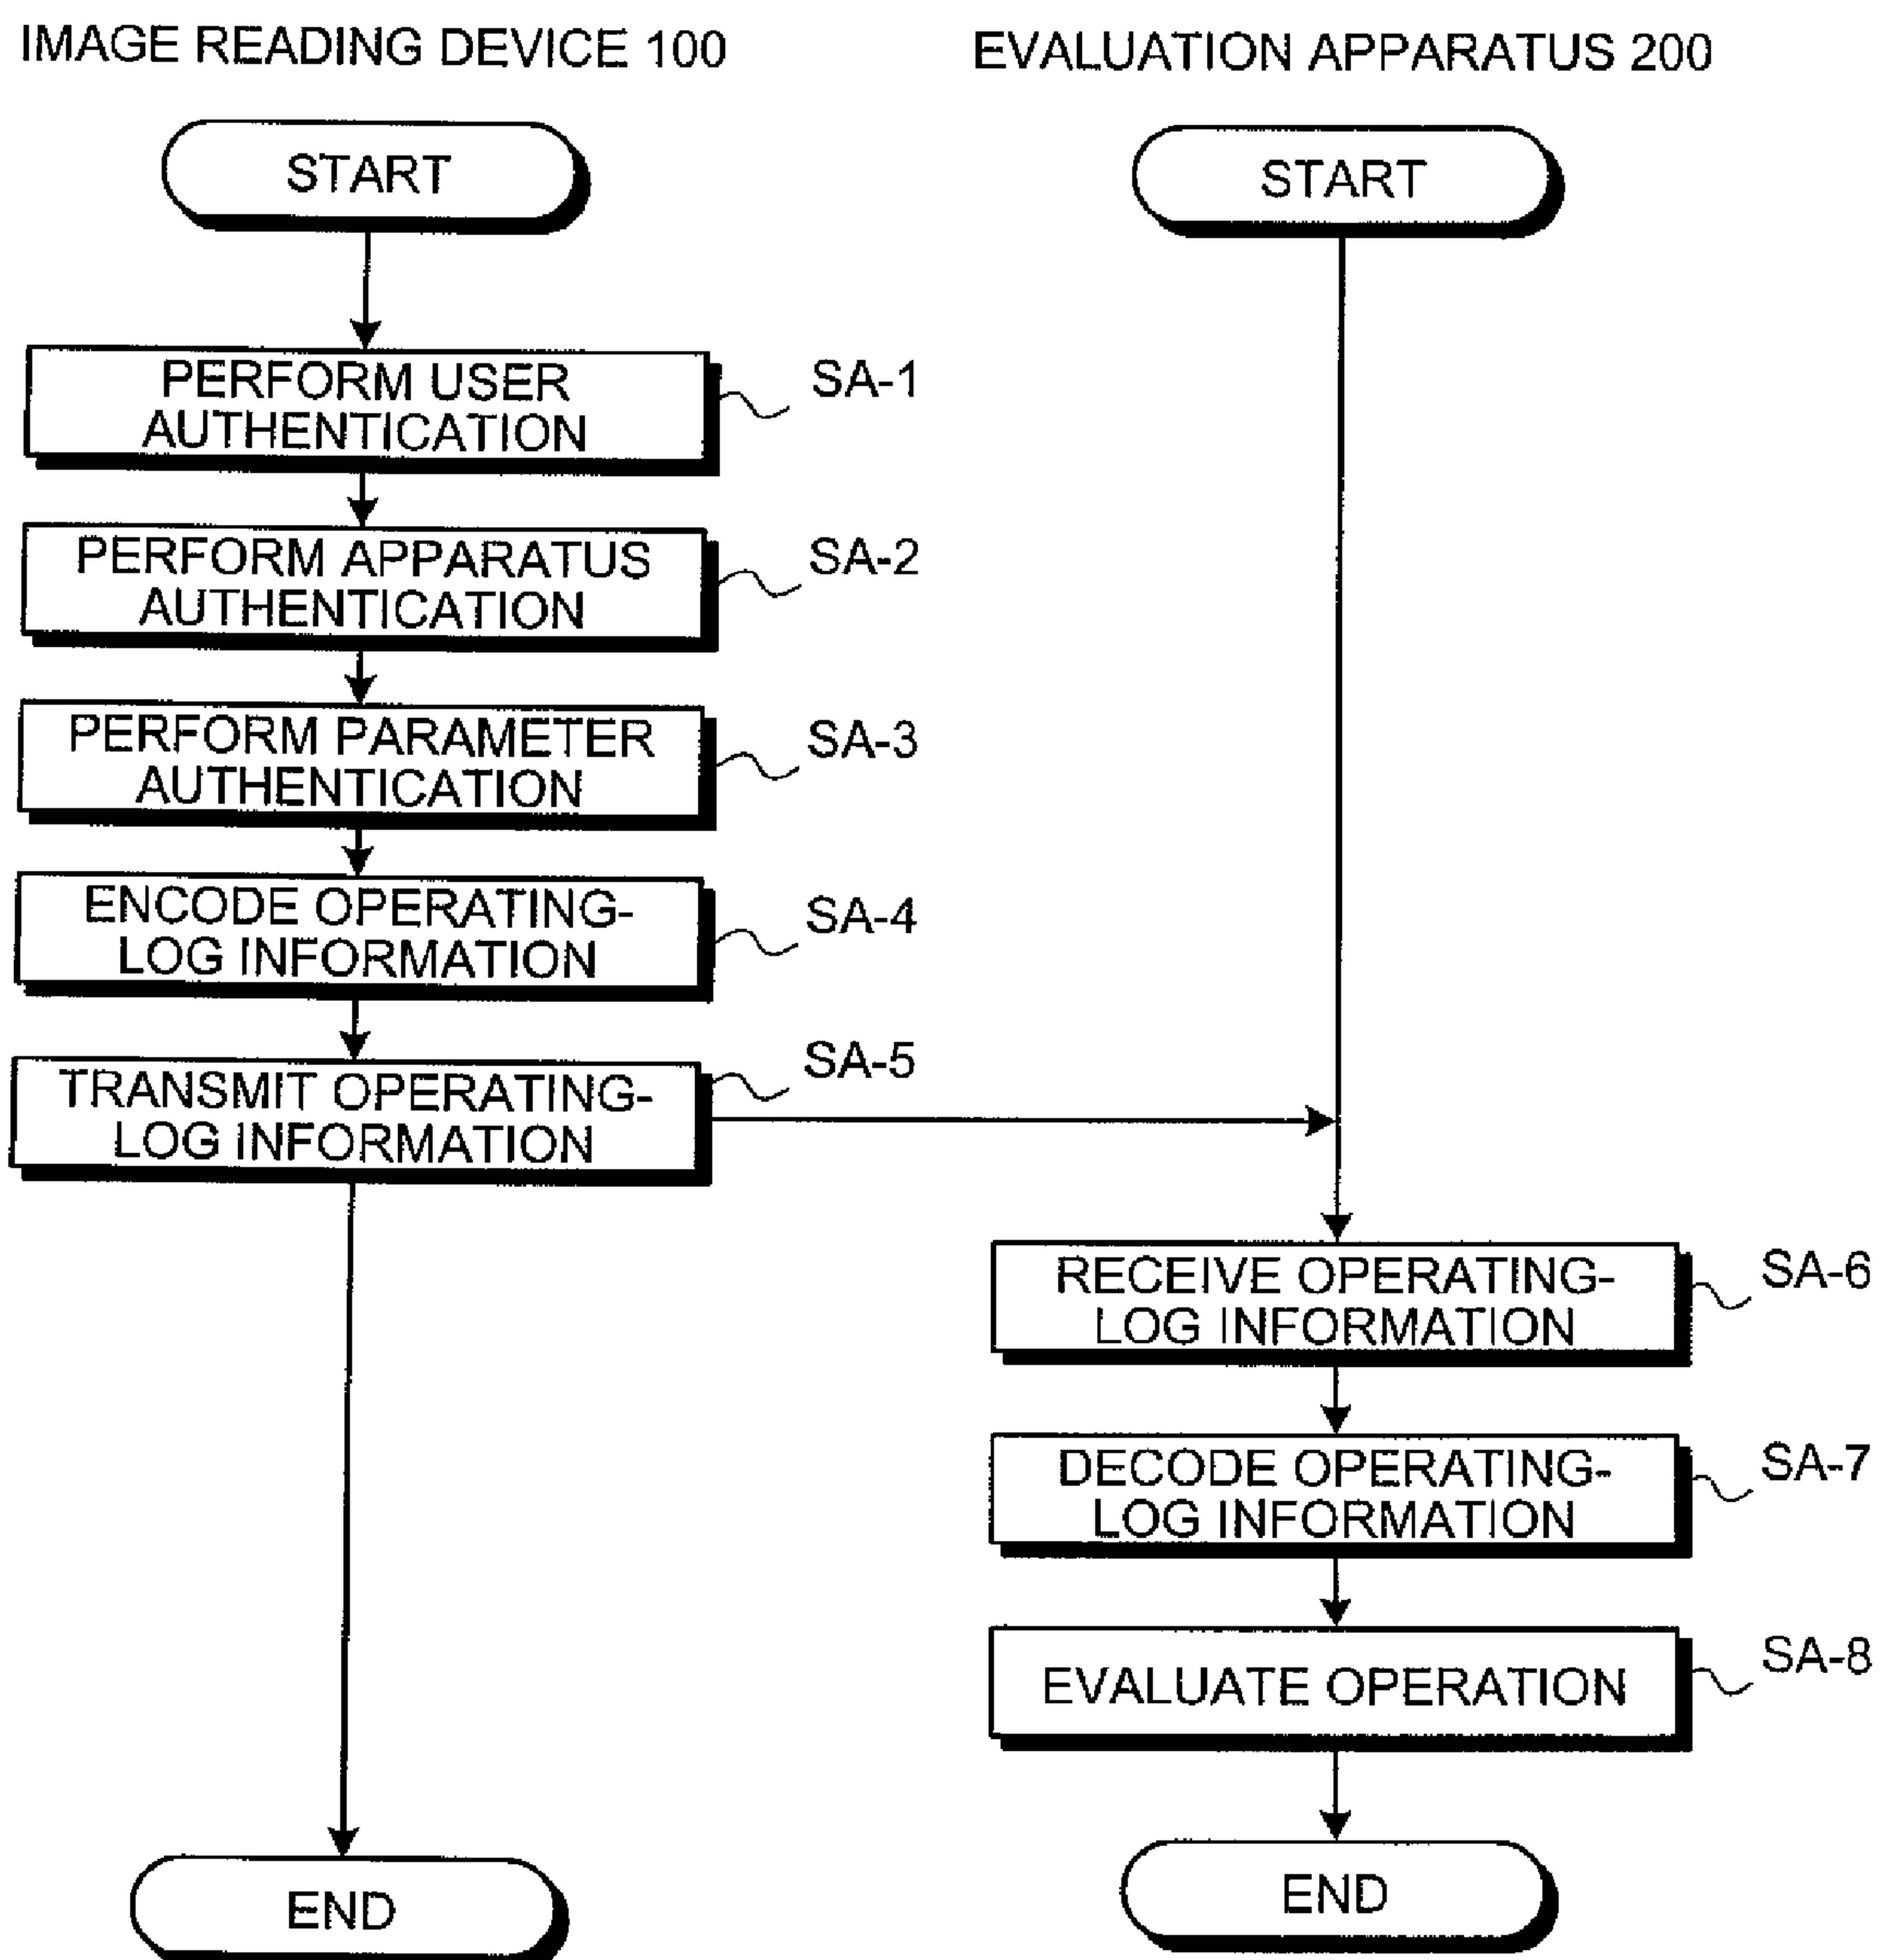 IMAGE READING DEVICE 100
START
PERFORM USER
AUTHENTICATION
SA-1
PERFORM APPARATUS
AUTHENTICATION
SA-2
PERFORM PARAMETER
AUTHENTICATION
SA-3
ENCODE OPERATING-
LOG INFORMATION
SA-4
TRANSMIT OPERATING-
LOG INFORMATION
SA-5
END
EVALUATION APPARATUS 200
START
RECEIVE OPERATING-
LOG INFORMATION
SA-6
DECODE OPERATING-
LOG INFORMATION
SA-7
EVALUATE OPERATION
SA-8
END